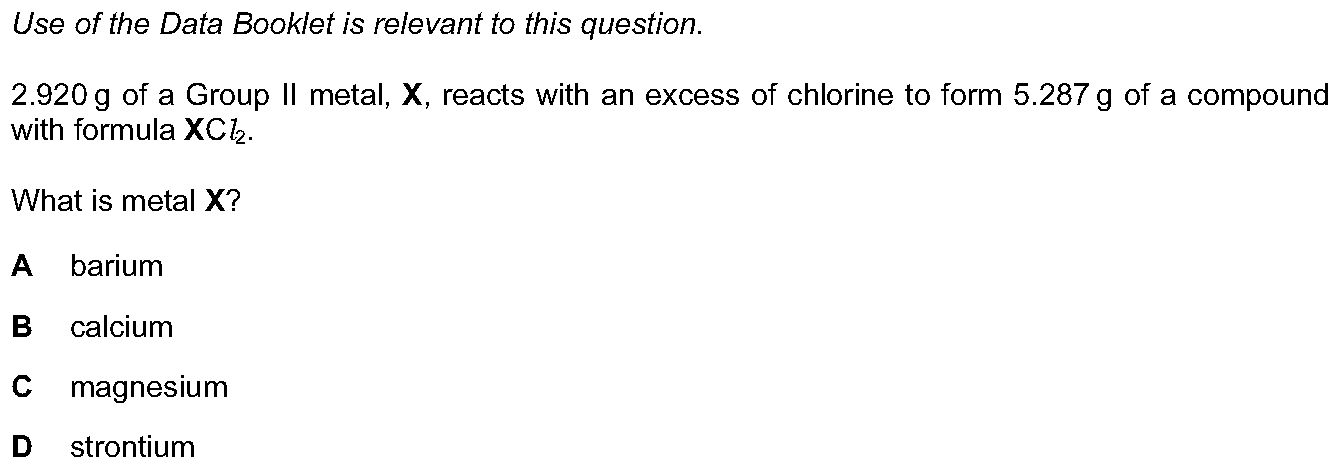 Use of the Data Booklet is relevant to this question.
2.920 g of a Group II metal, X, reacts with an excess of chlorine to form 5.287 g of a compound
with formula XCl₂.
What is metal X?
A barium
B calcium
C magnesium
D strontium